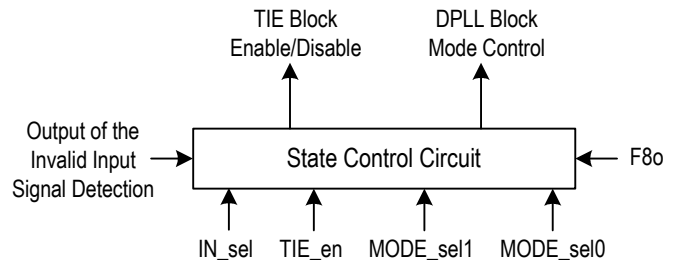 TIE Block
Enable/Disable
DPLL Block
Mode Control
Output of the
Invalid Input
Signal Detection
State Control Circuit
F8o
IN_sel
TIE_en
MODE_sel1
MODE_sel0